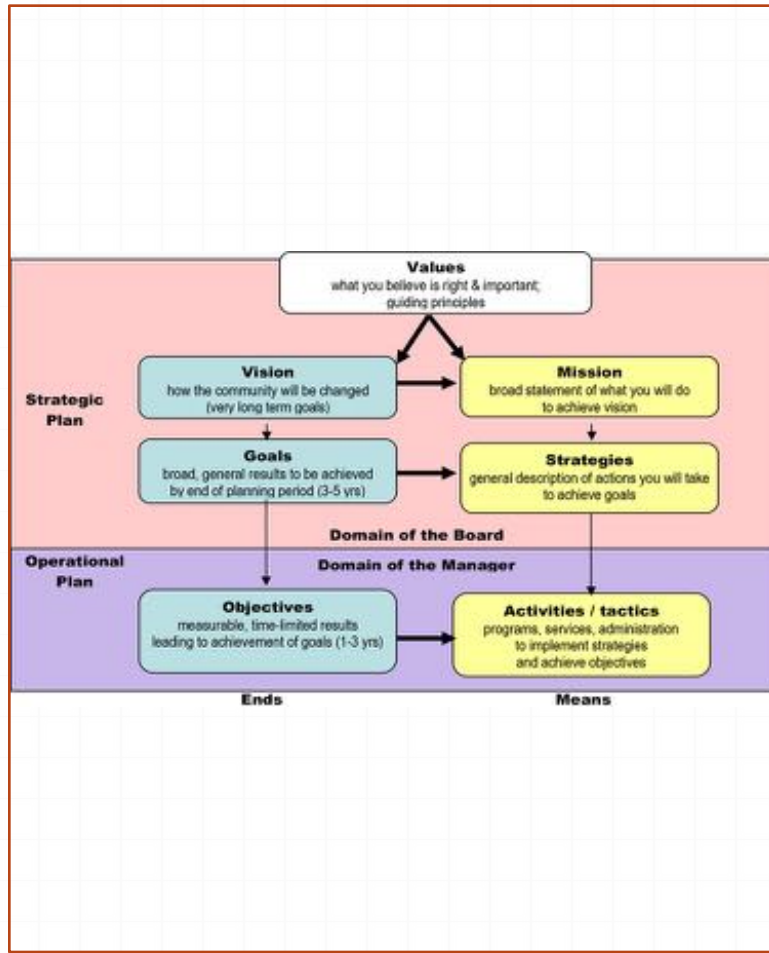 Values
what you believe is right & important;
guiding principles
Vision
how the community will be changed
(very long term goals)
Mission
broad statement of what you will do
to achieve vision
Strategic
Plan
Goals
broad, general results to be achieved
by end of planning period (3-5 yrs)
Strategies
general description of actions you will take
to achieve goals
Domain of the Board
Operational
Plan
Domain of the Manager
Objectives
measurable, time-limited results
leading to achievement of goals (1-3 yrs)
Activities / tactics
programs, services, administration
to implement strategies
and achieve objectives
Ends
Means